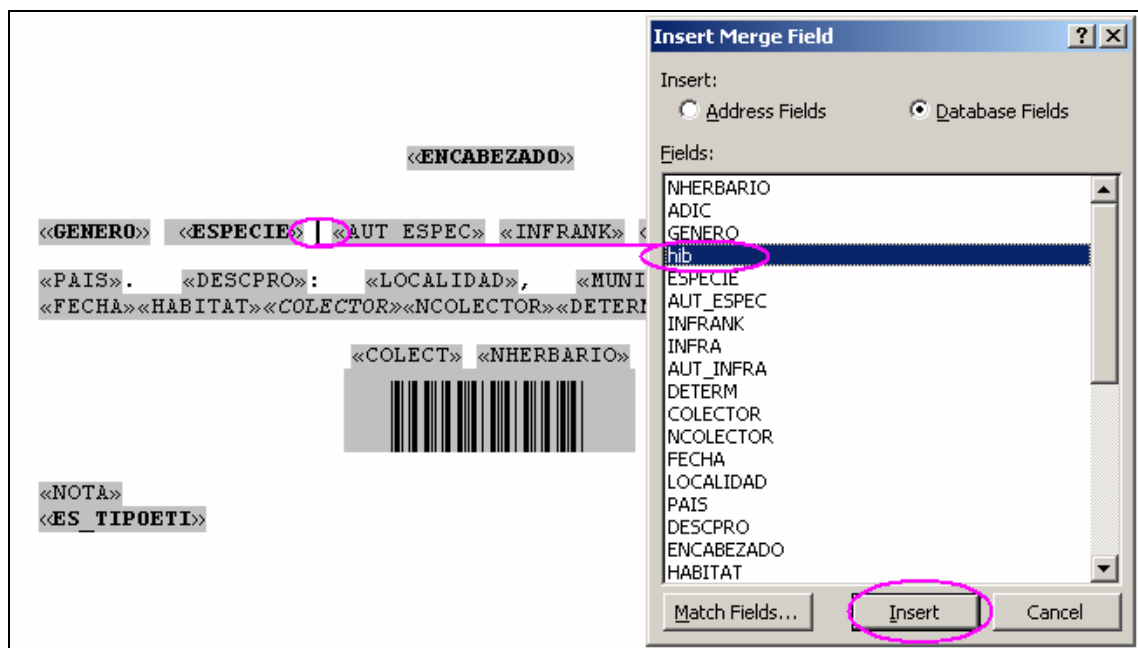 «ENCABEZADO»
«GENERO» «ESPECIE» «AUT ESPEC» «INFRANK» «
«PAIS». «DESCPRO»: «LOCALIDAD», «MUNI
«FECHA»«HABITAT»«COLECTOR»«NCOLECTOR»«DETERM
«COLECT» «NHERBARIO»
«NOTA»
«ES_TIPOETI»
Insert Merge Field
Insert:
Address Fields Database Fields
Fields:
NHERBARIO
ADIC
GENERO
hib
ESPECIE
AUT_ESPEC
INFRANK
INFRA
AUT_INFRA
DETERM
COLECTOR
NCOLECTOR
FECHA
LOCALIDAD
PAIS
DESCPRO
ENCABEZADO
HABITAT
Match Fields... Insert Cancel